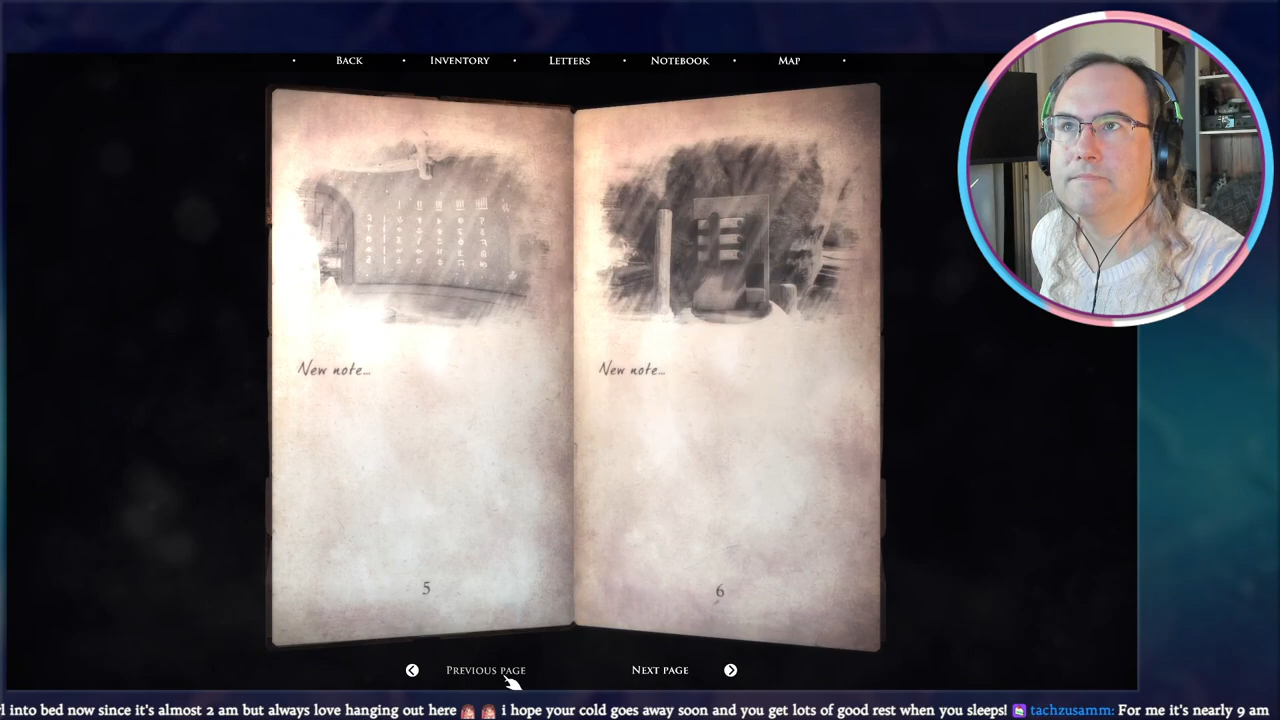 BACK
INVENTORY
LETTERS
NOTEBOOK
MAP
New note...
New note...
5
6
PREVIOUS PAGE
NEXT PAGE
l into bed now since it's almost 2 am but always love hanging out here i hope your cold goes away soon and you get lots of good rest when you sleeps! tachzusamm: For me it's nearly 9 am